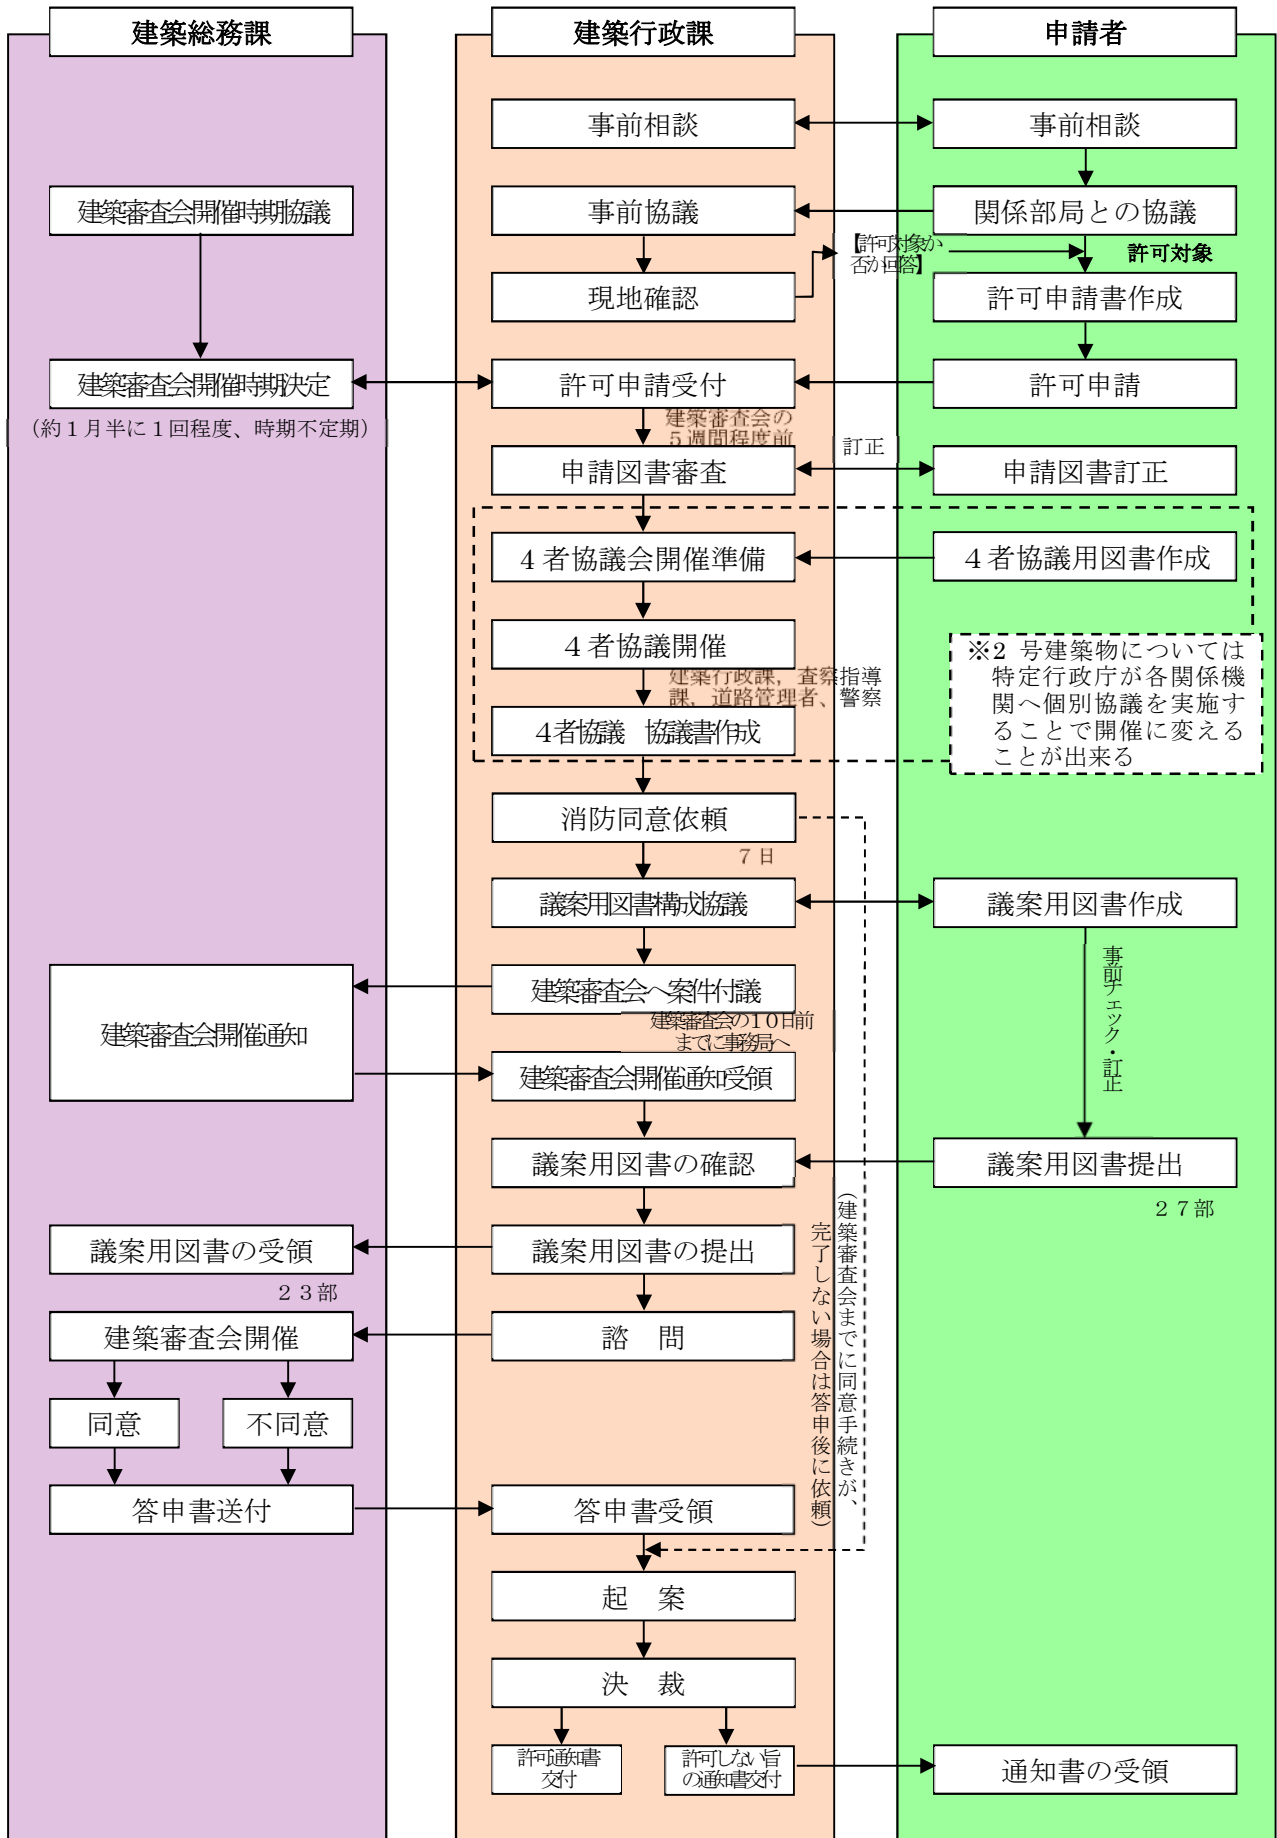 建築総務課
建築行政課
申請者
事前相談
事前相談
建築審査会開催時期協議
事前協議
関係部局との協議
【許可対象か
否か回答】
許可対象
現地確認
許可申請書作成
建築審査会開催時期決定
許可申請受付
許可申請
（約１月半に１回程度、時期不定期）
建築審査会の
５週間程度前
訂正
申請図書審査
申請図書訂正
４者協議会開催準備
４者協議用図書作成
４者協議開催
建築行政課，査察指導
課，道路管理者、警察
※2 号建築物については
特定行政庁が各関係機
関へ個別協議を実施す
ることで開催に変える
ことが出来る
４者協議　協議書作成
消防同意依頼
７日
議案用図書構成協議
議案用図書作成
事前チェック・訂正
建築審査会へ案件付議
建築審査会の１０日前
までに事務局へ
建築審査会開催通知
建築審査会開催通知受領
議案用図書の確認
議案用図書提出
２７部
（建築審査会までに同意手続きが、
完了しない場合は答申後に依頼）
議案用図書の受領
議案用図書の提出
２３部
建築審査会開催
諮　問
同意
不同意
答申書送付
答申書受領
起　案
決　裁
許可通知書
交付
許可しない旨
の通知書交付
通知書の受領